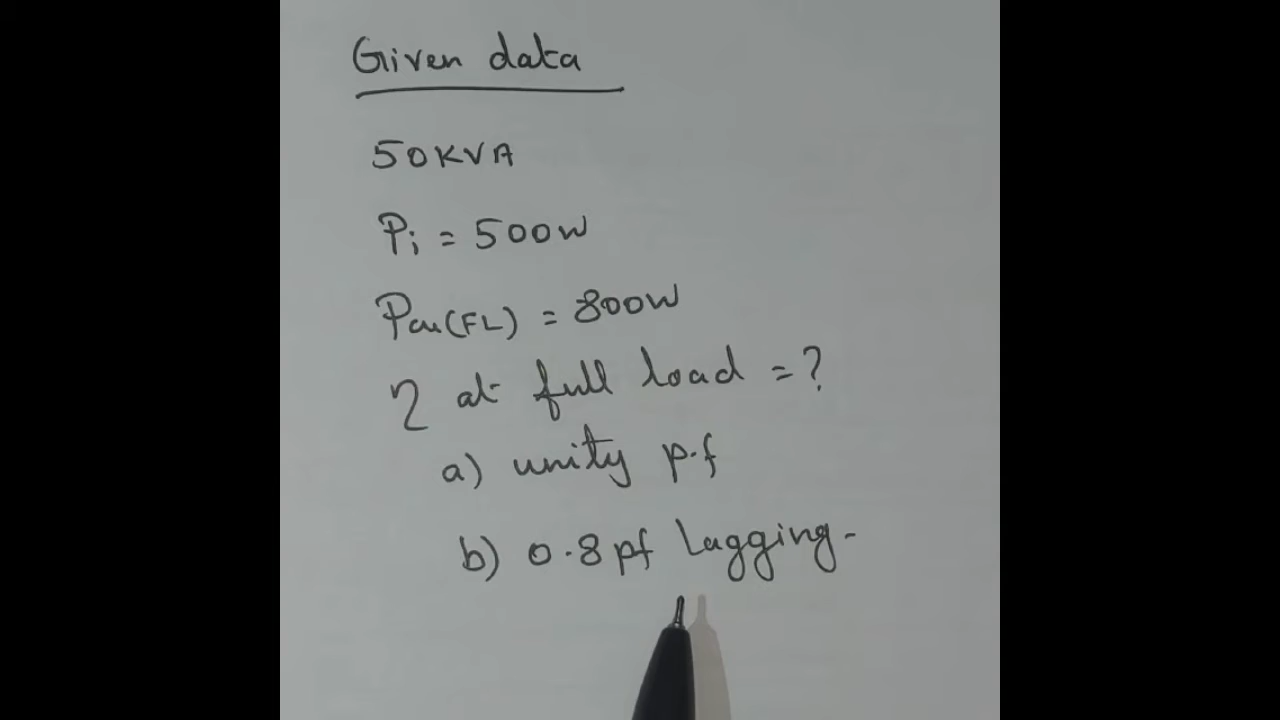 Given data
50KVA
Pi = 500W
Pcu(FL) = 800W
η at full load = ?
a) unity p.f
b) 0.8 pf lagging.